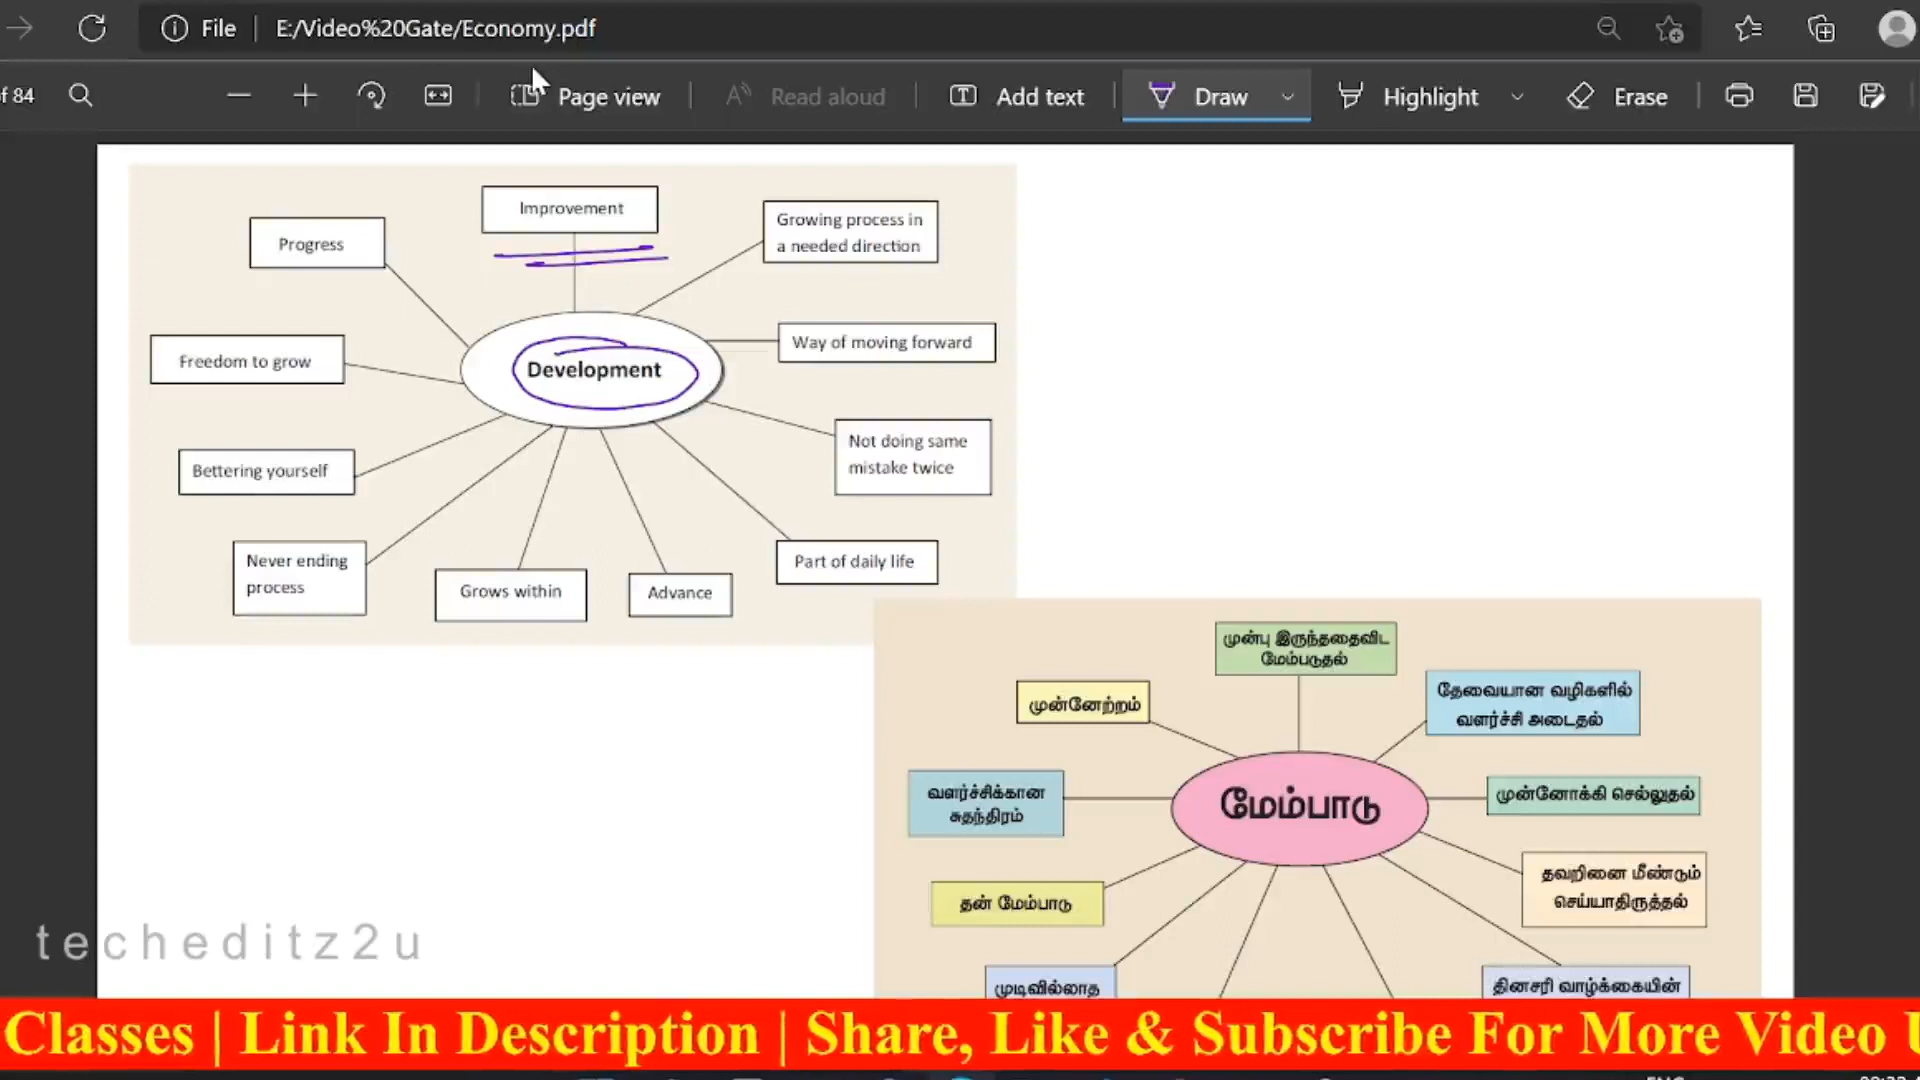 File
E:/Video%20Gate/Economy.pdf
of 84
Page view
Read aloud
Add text
Draw
Highlight
Erase
Improvement
Progress
Growing process in
a needed direction
Freedom to grow
Development
Way of moving forward
Bettering yourself
Not doing same
mistake twice
Never ending
process
Grows within
Advance
Part of daily life
முன்பு இருந்ததைவிட
மேம்படுதல்
முன்னேற்றம்
தேவையான வழிகளில்
வளர்ச்சி அடைதல்
வளர்ச்சிக்கான
சுதந்திரம்
மேம்பாடு
முன்னோக்கி செல்லுதல்
தன் மேம்பாடு
தவறினை மீண்டும்
செய்யாதிருத்தல்
முடிவில்லாத
தினசரி வாழ்க்கையின்
techeditz2u
Classes | Link In Description | Share, Like & Subscribe For More Video